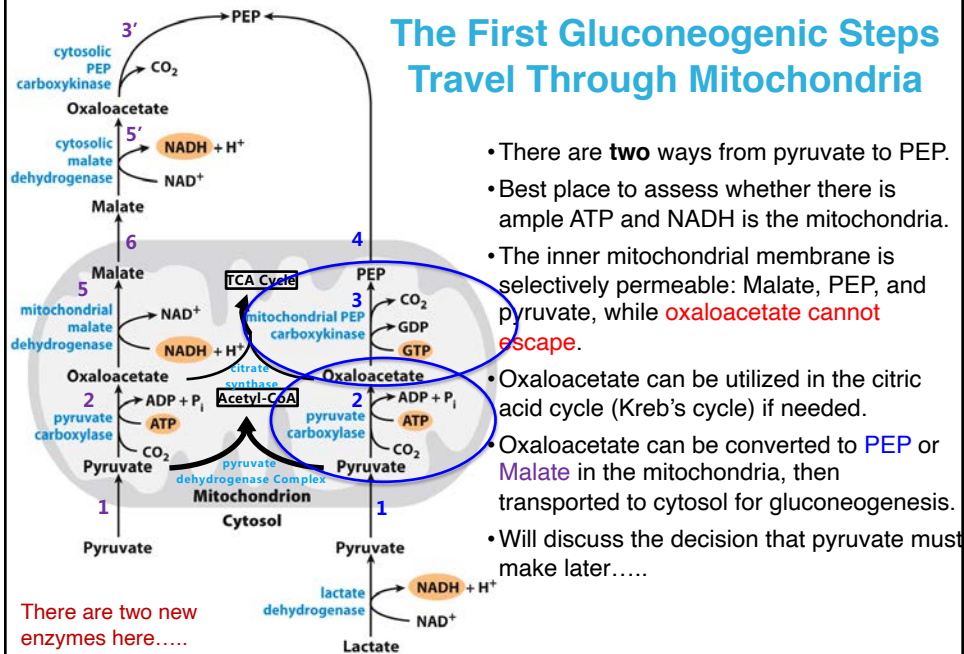 The First Gluconeogenic Steps
Travel Through Mitochondria
3′
PEP
cytosolic
PEP
carboxykinase
CO2
Oxaloacetate
5′
cytosolic
malate
dehydrogenase
NADH + H+
NAD+
Malate
6
Malate
5
mitochondrial
malate
dehydrogenase
NAD+
NADH + H+
Oxaloacetate
2
pyruvate
carboxylase
ADP + Pi
ATP
CO2
Pyruvate
1
Pyruvate
TCA Cycle
citrate
synthase
Acetyl-CoA
pyruvate
dehydrogenase Complex
Mitochondrion
Cytosol
4
PEP
3
mitochondrial PEP
carboxykinase
CO2
GDP
GTP
Oxaloacetate
2
pyruvate
carboxylase
ADP + Pi
ATP
CO2
Pyruvate
1
Pyruvate
lactate
dehydrogenase
NADH + H+
NAD+
Lactate
There are two new
enzymes here…..
•There are two ways from pyruvate to PEP.
•Best place to assess whether there is
ample ATP and NADH is the mitochondria.
•The inner mitochondrial membrane is
selectively permeable: Malate, PEP, and
pyruvate, while oxaloacetate cannot
escape.
•Oxaloacetate can be utilized in the citric
acid cycle (Kreb's cycle) if needed.
•Oxaloacetate can be converted to PEP or
Malate in the mitochondria, then
transported to cytosol for gluconeogenesis.
•Will discuss the decision that pyruvate must
make later…..